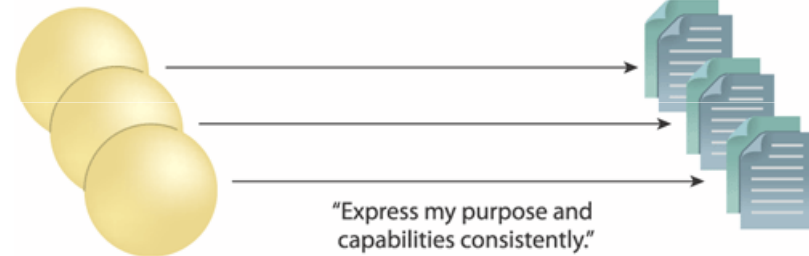 “Express my purpose and
capabilities consistently.”